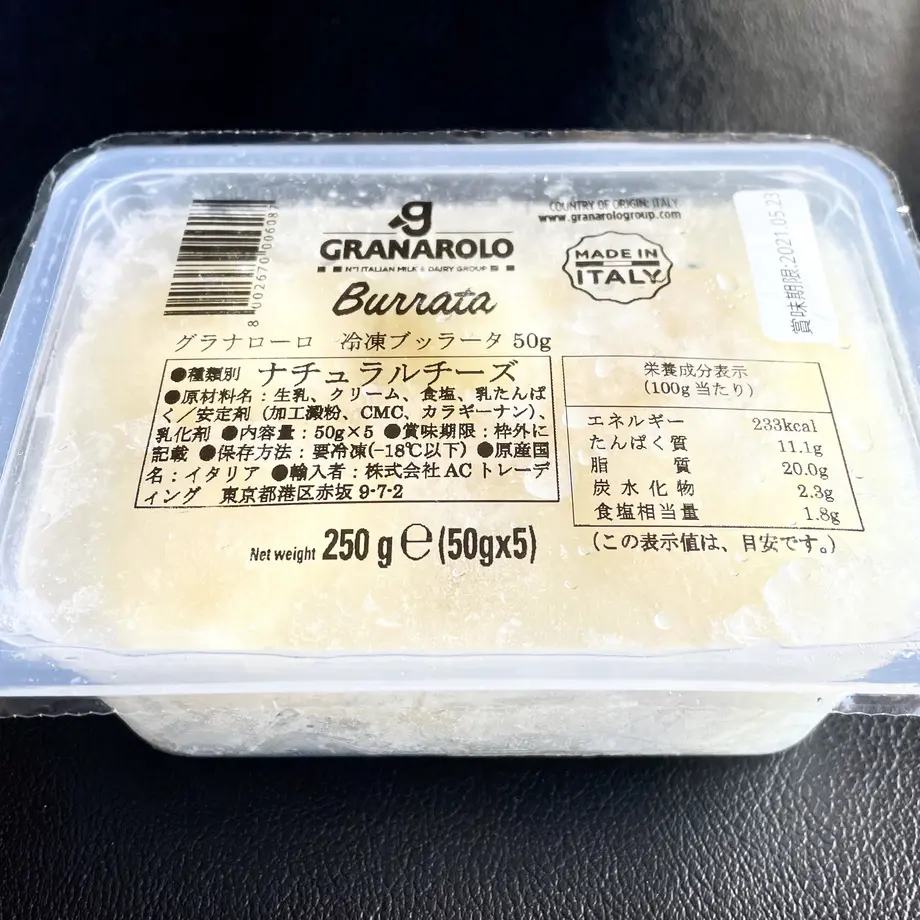 8 002670 006087
GRANAROLO
N°1 ITALIAN MILK & DAIRY GROUP
Burrata
COUNTRY OF ORIGIN: ITALY
www.granarologroup.com
MADE IN
ITALY
賞味期限:2021.05.23
グラナローロ 冷凍ブッラータ 50g
●種類別 ナチュラルチーズ
●原材料名：生乳、クリーム、食塩、乳たんぱ
く／安定剤（加工澱粉、CMC、カラギーナン）、
乳化剤 ●内容量：50g×5 ●賞味期限：枠外に
記載 ●保存方法：要冷凍(−18℃以下) ●原産国
名：イタリア ●輸入者：株式会社ACトレーデ
ィング 東京都港区赤坂 9-7-2
栄養成分表示
(100g当たり)
エネルギー 233kcal
たんぱく質 11.1g
脂質 20.0g
炭水化物 2.3g
食塩相当量 1.8g
(この表示値は、目安です。)
Net weight 250 g ℮ (50gx5)